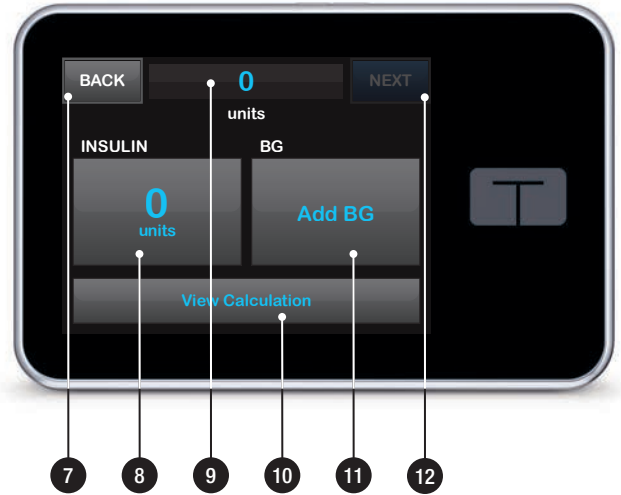 BACK
0
NEXT
units
INSULIN
BG
0
units
Add BG
View Calculation
7
8
9
10
11
12